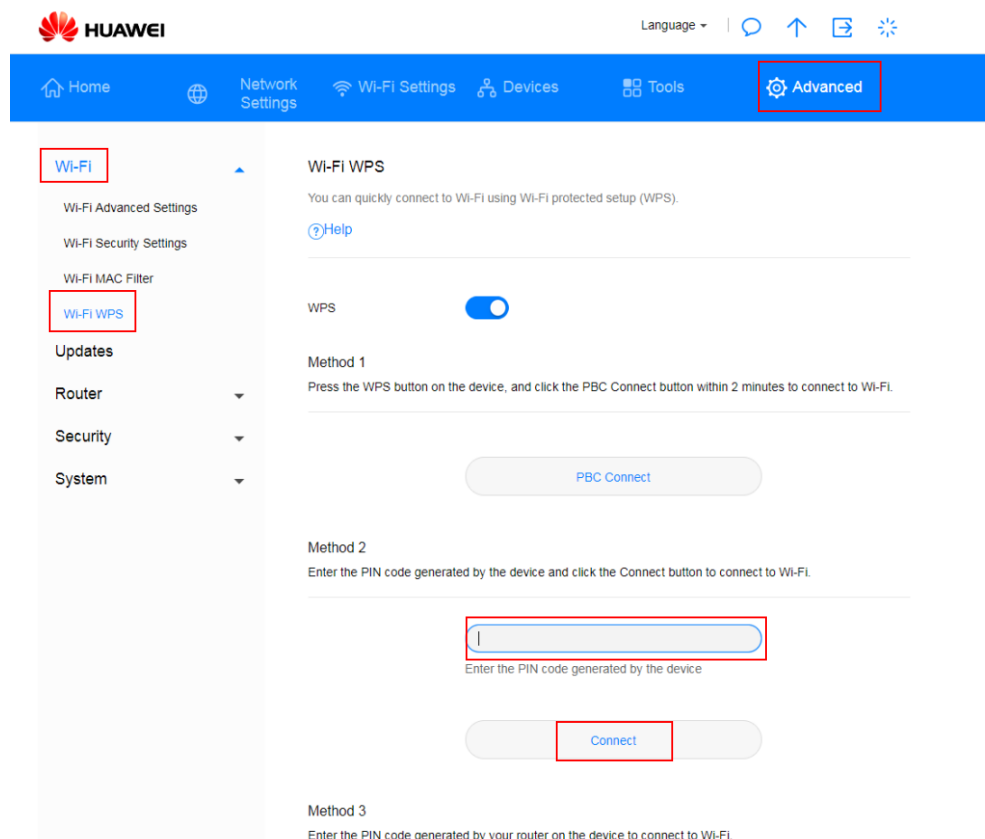 HUAWEI
Language
Home
Network
Settings
Wi-Fi Settings
Devices
Tools
Advanced
Wi-Fi
Wi-Fi Advanced Settings
Wi-Fi Security Settings
Wi-Fi MAC Filter
Wi-Fi WPS
Updates
Router
Security
System
Wi-Fi WPS
You can quickly connect to Wi-Fi using Wi-Fi protected setup (WPS).
?Help
WPS
Method 1
Press the WPS button on the device, and click the PBC Connect button within 2 minutes to connect to Wi-Fi.
PBC Connect
Method 2
Enter the PIN code generated by the device and click the Connect button to connect to Wi-Fi.
Enter the PIN code generated by the device
Connect
Method 3
Enter the PIN code generated by your router on the device to connect to Wi-Fi.